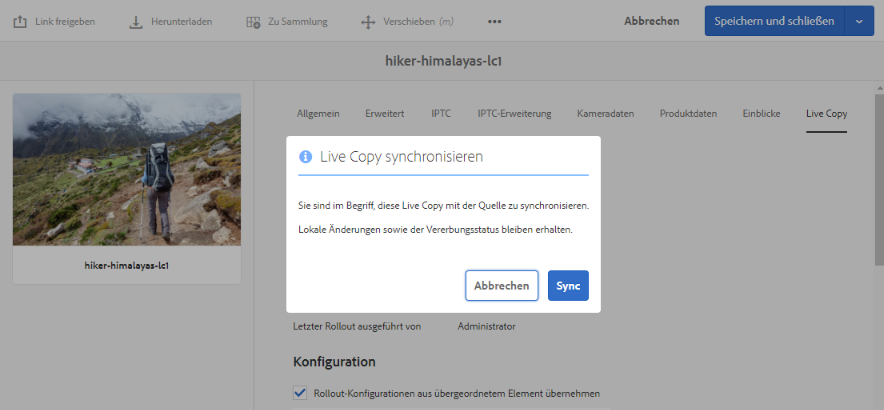 Link freigeben
Herunterladen
Zu Sammlung
Verschieben (m)
Abbrechen
Speichern und schließen
hiker-himalayas-lc1
hiker-himalayas-lc1
Allgemein
Erweitert
IPTC
IPTC-Erweiterung
Kameradaten
Produktdaten
Einblicke
Live Copy
Live Copy synchronisieren
Sie sind im Begriff, diese Live Copy mit der Quelle zu synchronisieren.
Lokale Änderungen sowie der Vererbungsstatus bleiben erhalten.
Abbrechen
Sync
Letzter Rollout ausgeführt von
Administrator
Konfiguration
Rollout-Konfigurationen aus übergeordnetem Element übernehmen